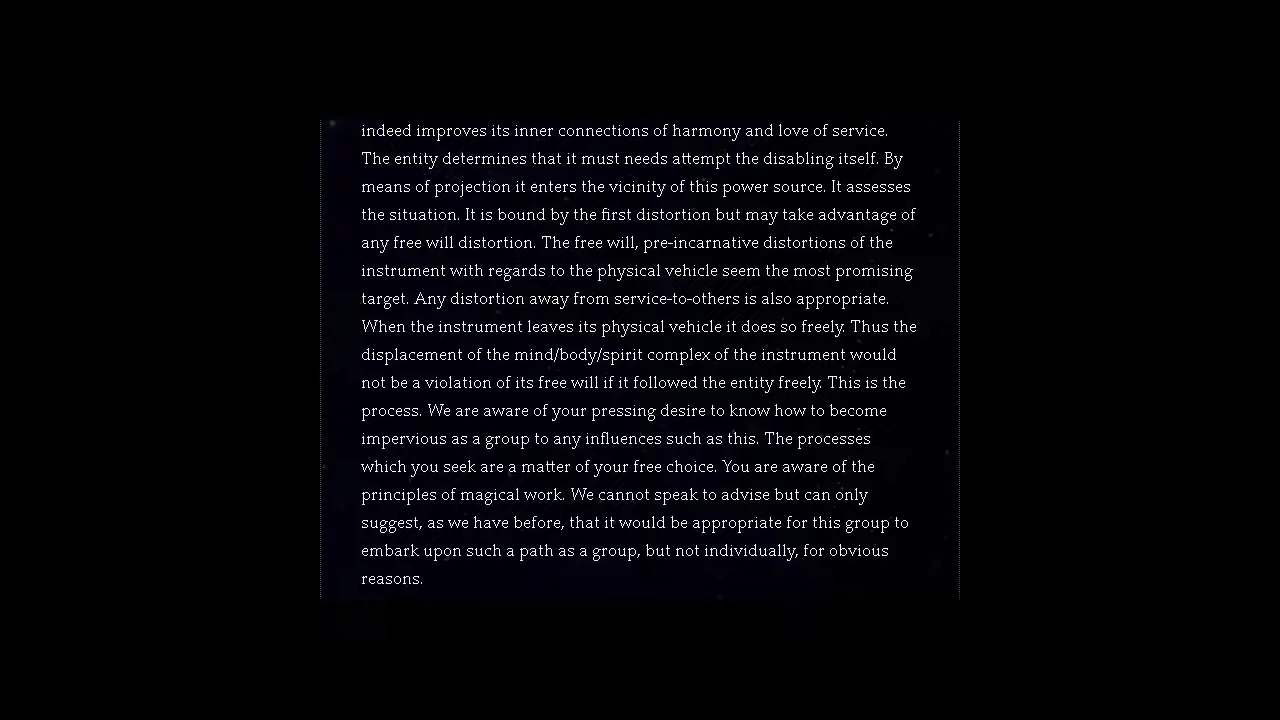 indeed improves its inner connections of harmony and love of service.
The entity determines that it must needs attempt the disabling itself. By
means of projection it enters the vicinity of this power source. It assesses
the situation. It is bound by the first distortion but may take advantage of
any free will distortion. The free will, pre-incarnative distortions of the
instrument with regards to the physical vehicle seem the most promising
target. Any distortion away from service-to-others is also appropriate.
When the instrument leaves its physical vehicle it does so freely. Thus the
displacement of the mind/body/spirit complex of the instrument would
not be a violation of its free will if it followed the entity freely. This is the
process. We are aware of your pressing desire to know how to become
impervious as a group to any influences such as this. The processes
which you seek are a matter of your free choice. You are aware of the
principles of magical work. We cannot speak to advise but can only
suggest, as we have before, that it would be appropriate for this group to
embark upon such a path as a group, but not individually, for obvious
reasons.